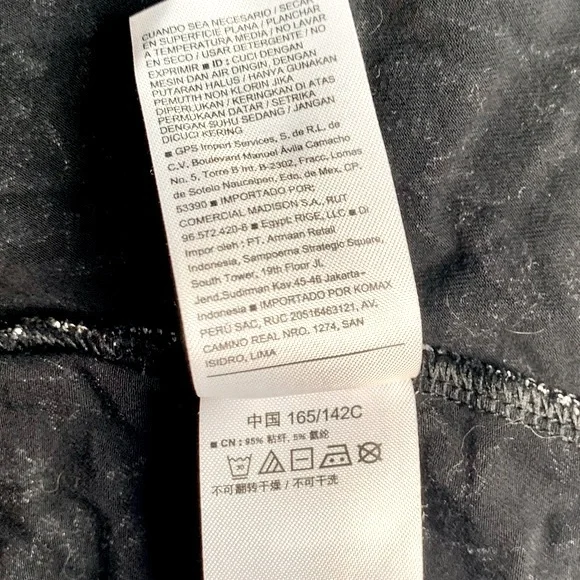 CUANDO SEA NECESARIO / SECAR
EN SUPERFICIE PLANA / PLANCHAR
A TEMPERATURA MEDIA / NO LAVAR
EN SECO / USAR DETERGENTE / NO
EXPRIMIR ■ ID : CUCI DENGAN
MESIN DAN AIR DINGIN, DENGAN
PUTARAN HALUS / HANYA GUNAKAN
PEMUTIH NON KLORIN JIKA
DIPERLUKAN / KERINGKAN DI ATAS
PERMUKAAN DATAR / SETRIKA
DENGAN SUHU SEDANG / JANGAN
DICUCI KERING
■ GPS Import Services, S. de R.L. de
C.V. Boulevard Manuel Ávila Camacho
No. 5, Torre B Int. B-2302, Fracc, Lomas
de Sotelo Naucalpan, Edo, de Mex. CP.
53390 ■ IMPORTADO POR:
COMERCIAL MADISON S.A., RUT
96.572.420-6 ■ Egypt: RIGE, LLC ■ Di
Impor oleh : PT. Armaan Retail
Indonesia, Sampoerna Strategic Square,
South Tower, 19th Floor Jl.
Jend.Sudirman Kav.45-46 Jakarta-
Indonesia ■ IMPORTADO POR KOMAX
PERÚ SAC, RUC 20516463121, AV.
CAMINO REAL NRO. 1274, SAN
ISIDRO, LIMA
中国 165/142C
■ CN : 95% 粘纤, 5% 氨纶
30
不可翻转干燥 / 不可干洗